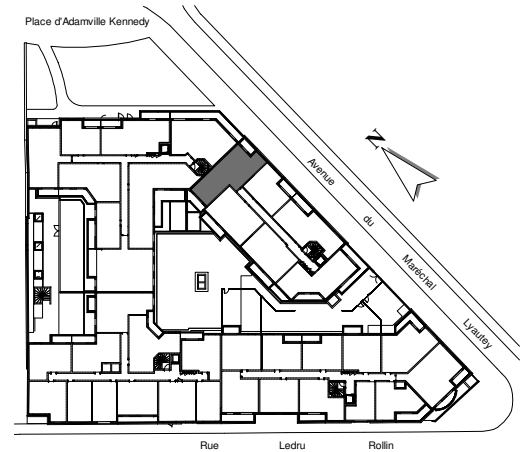 Place d'Adamville Kennedy
N
Avenue du Maréchal Lyautey
Rue Ledru Rollin